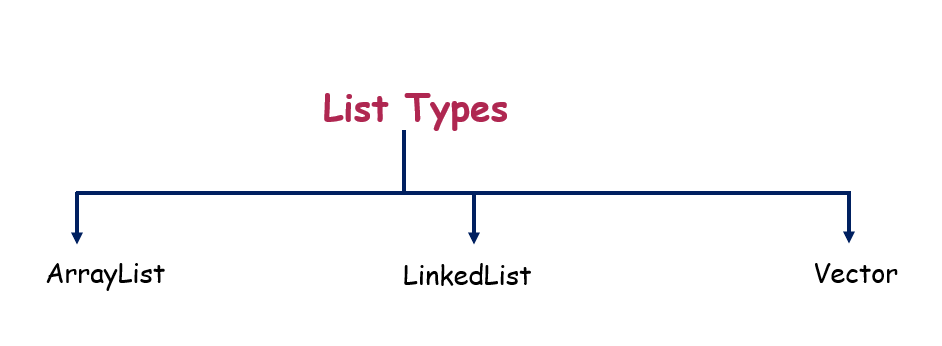 List Types
ArrayList
LinkedList
Vector